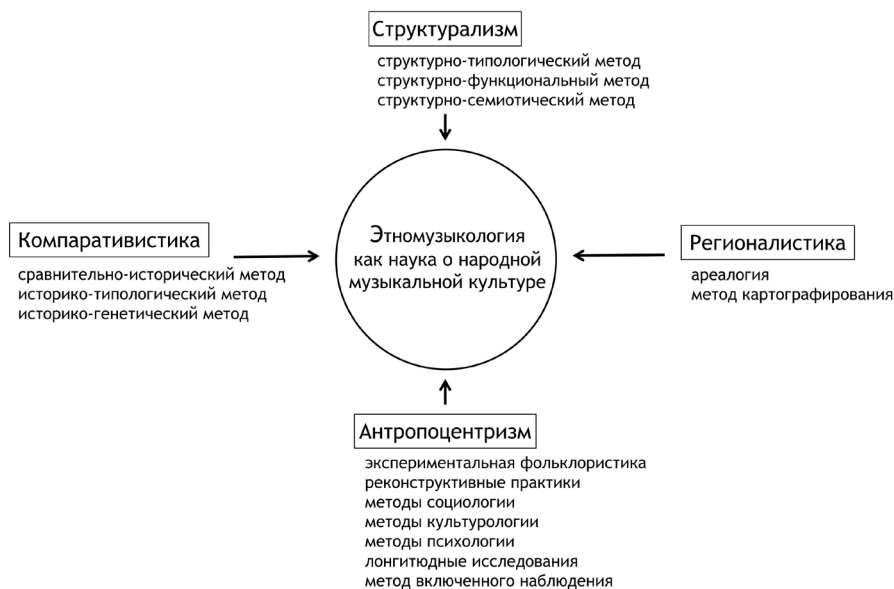 Структурализм
структурно-типологический метод
структурно-функциональный метод
структурно-семиотический метод
Компаративистика
сравнительно-исторический метод
историко-типологический метод
историко-генетический метод
Этномузыкология
как наука о народной
музыкальной культуре
Регионалистика
ареалогия
метод картографирования
Антропоцентризм
экспериментальная фольклористика
реконструктивные практики
методы социологии
методы культурологии
методы психологии
лонгитюдные исследования
метод включенного наблюдения